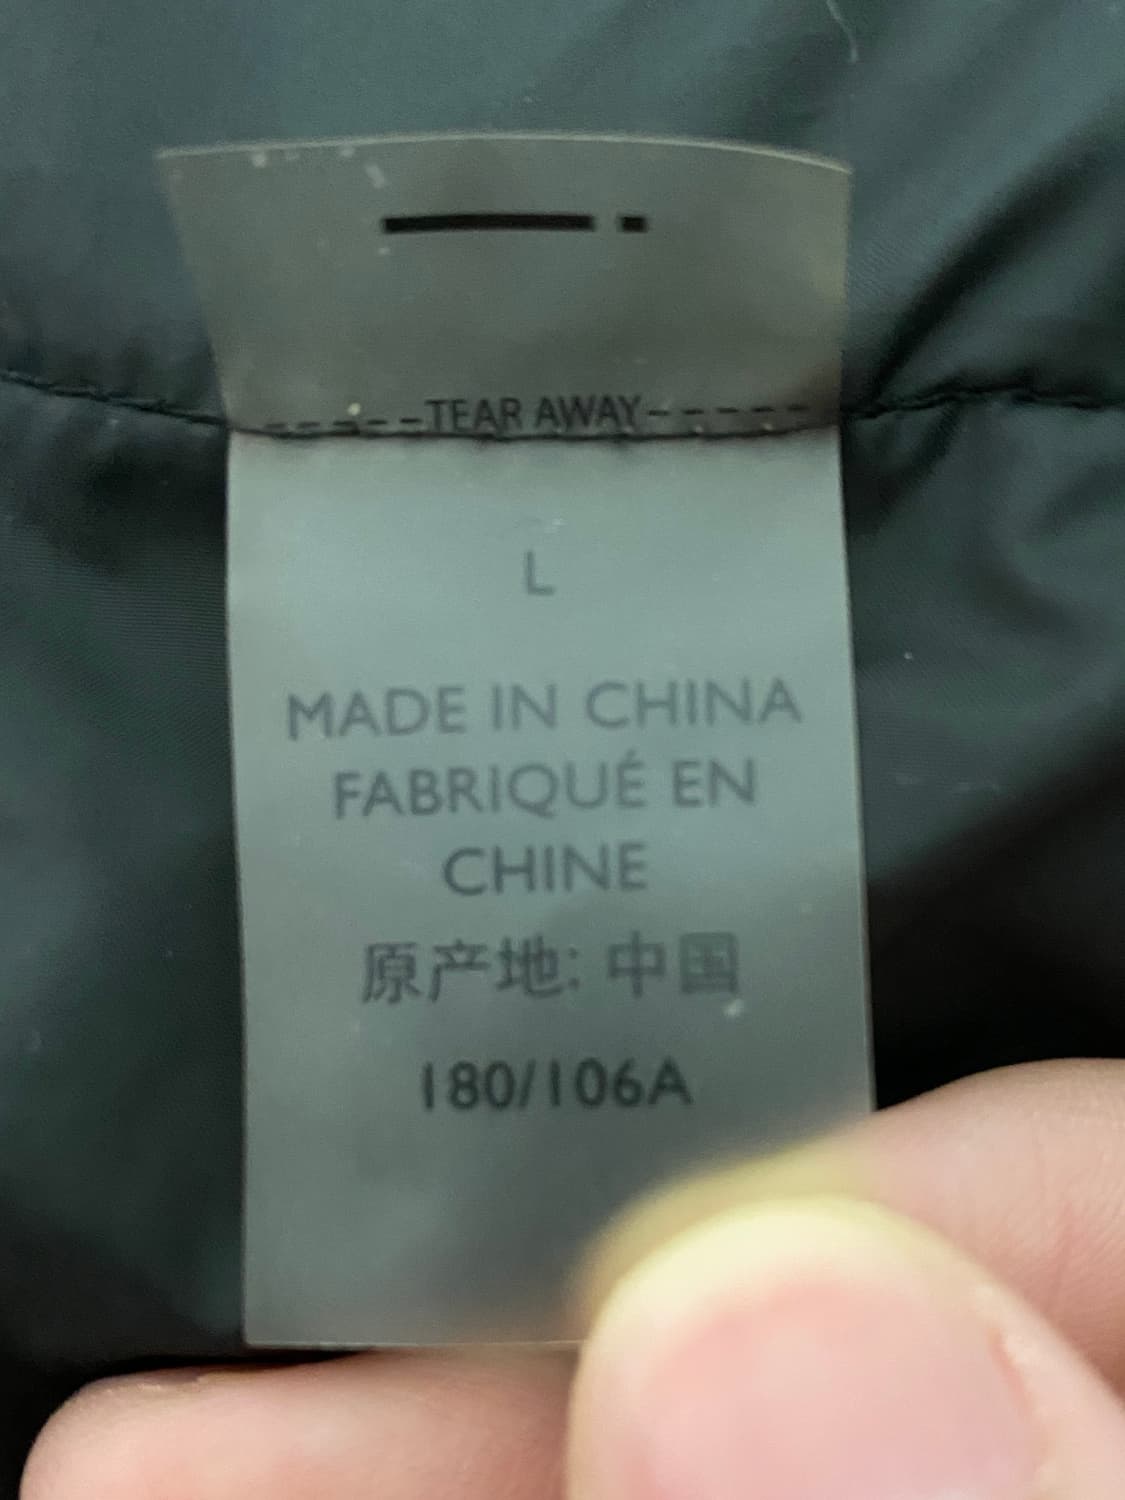 -----TEAR AWAY-----
L
MADE IN CHINA
FABRIQUÉ EN
CHINE
原产地: 中国
180/106A